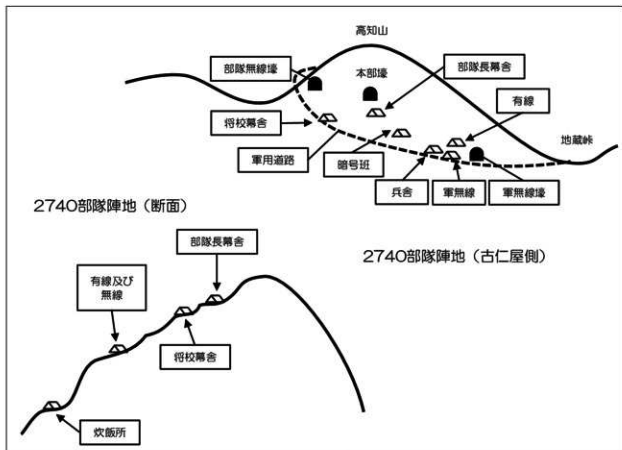 高知山
部隊無線壕
本部壕
部隊長幕舎
有線
将校幕舎
地蔵峠
軍用道路
暗号班
兵舎
軍無線
軍無線壕
2740部隊陣地（断面）
2740部隊陣地（古仁屋側）
部隊長幕舎
有線及び
無線
将校幕舎
炊飯所